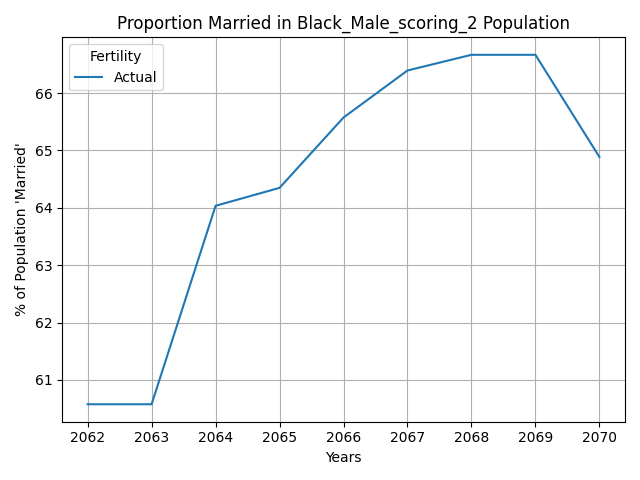 Proportion Married in Black_Male_scoring_2 Population
Fertility
Actual
% of Population 'Married'
66
65
64
63
62
61
2062 2063 2064 2065 2066 2067 2068 2069 2070
Years